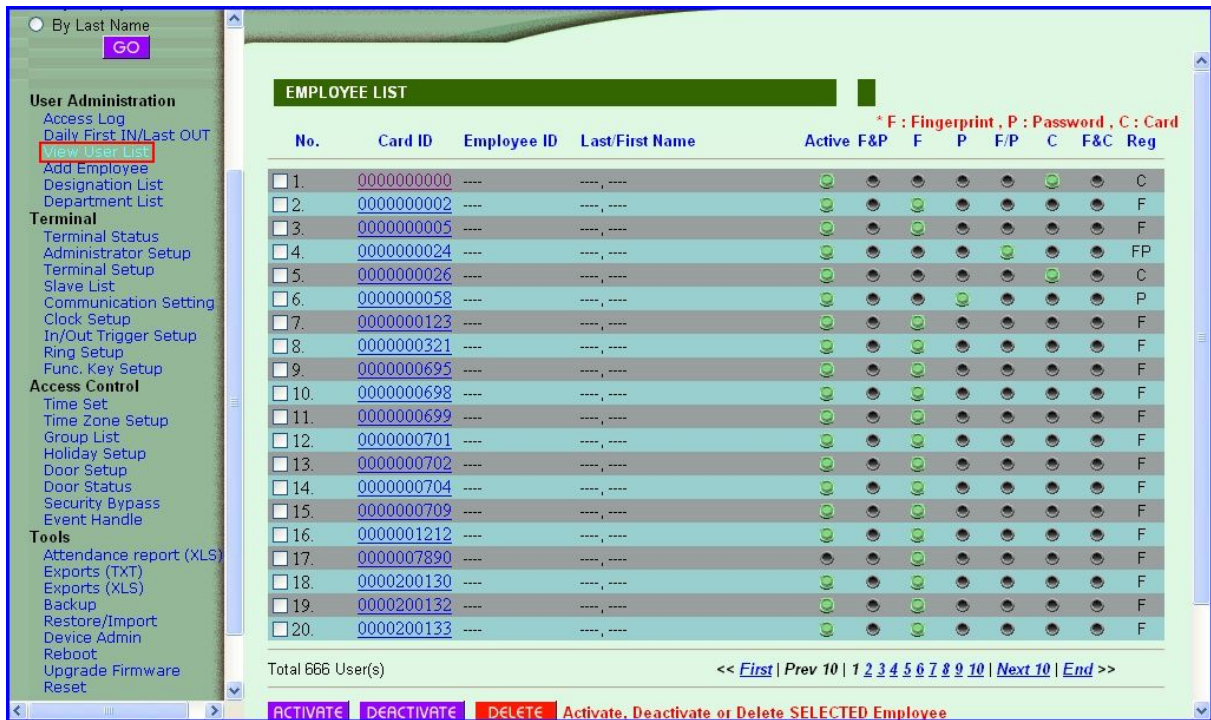 By Last Name
GO
User Administration
Access Log
Daily First IN/Last OUT
View User List
Add Employee
Designation List
Department List
Terminal
Terminal Status
Administrator Setup
Terminal Setup
Slave List
Communication Setting
Clock Setup
In/Out Trigger Setup
Ring Setup
Func. Key Setup
Access Control
Time Set
Time Zone Setup
Group List
Holiday Setup
Door Setup
Door Status
Security Bypass
Event Handle
Tools
Attendance report (XLS)
Exports (TXT)
Exports (XLS)
Backup
Restore/Import
Device Admin
Reboot
Upgrade Firmware
Reset
EMPLOYEE LIST
* F : Fingerprint , P : Password , C : Card
No. Card ID Employee ID Last/First Name Active F&P F P F/P C F&C Reg
1. 0000000000 ---- ----, ---- C
2. 0000000002 ---- ----, ---- F
3. 0000000005 ---- ----, ---- F
4. 0000000024 ---- ----, ---- FP
5. 0000000026 ---- ----, ---- C
6. 0000000058 ---- ----, ---- P
7. 0000000123 ---- ----, ---- F
8. 0000000321 ---- ----, ---- F
9. 0000000695 ---- ----, ---- F
10. 0000000698 ---- ----, ---- F
11. 0000000699 ---- ----, ---- F
12. 0000000701 ---- ----, ---- F
13. 0000000702 ---- ----, ---- F
14. 0000000704 ---- ----, ---- F
15. 0000000709 ---- ----, ---- F
16. 0000001212 ---- ----, ---- F
17. 0000007890 ---- ----, ---- F
18. 0000200130 ---- ----, ---- F
19. 0000200132 ---- ----, ---- F
20. 0000200133 ---- ----, ---- F
Total 666 User(s) << First | Prev 10 | 1 2 3 4 5 6 7 8 9 10 | Next 10 | End >>
ACTIVATE DEACTIVATE DELETE Activate, Deactivate or Delete SELECTED Employee